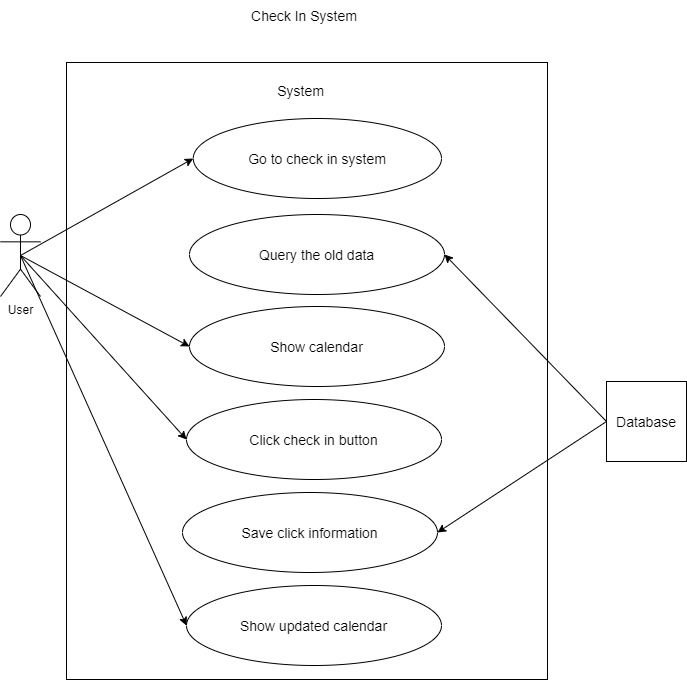 Check In System
System
Go to check in system
Query the old data
User
Show calendar
Click check in button
Database
Save click information
Show updated calendar